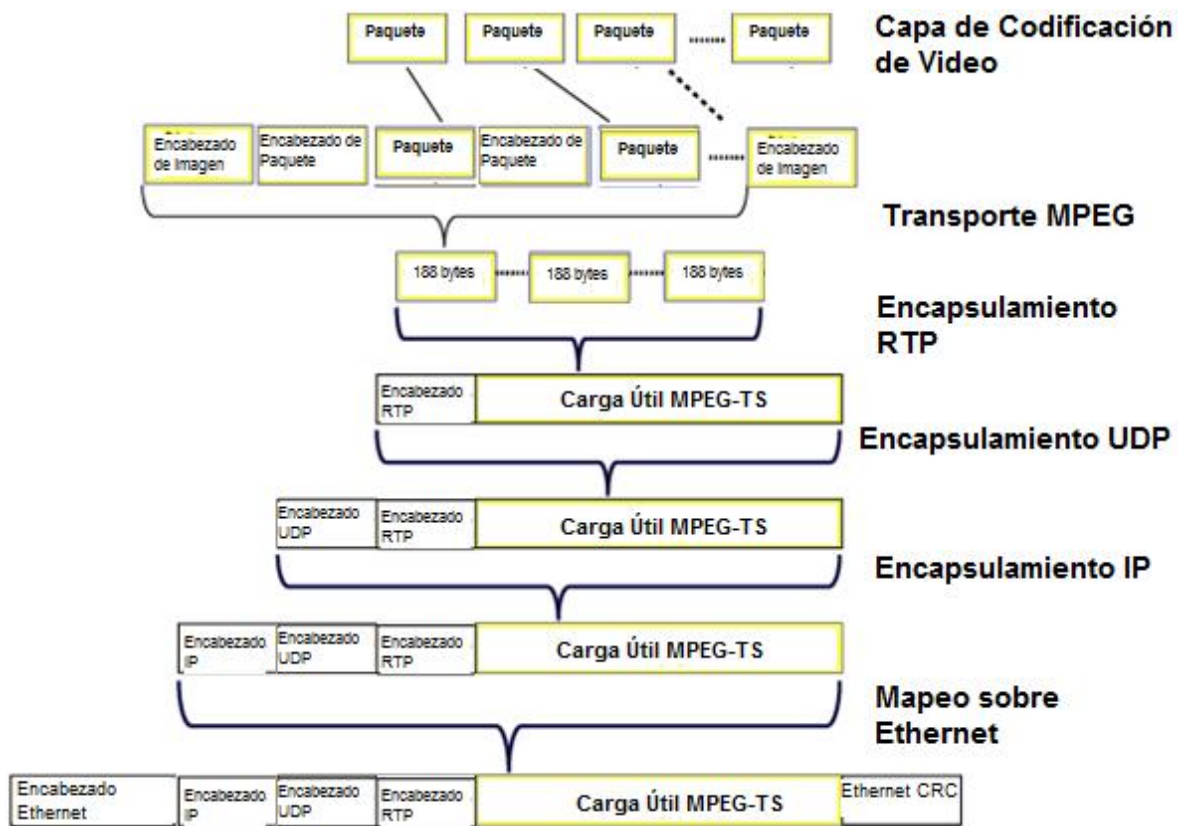 Paquete Paquete Paquete Paquete
Capa de Codificación
de Video
Encabezado de Imagen
Encabezado de Paquete
Paquete
Encabezado de Paquete
Paquete
Encabezado de Imagen
Transporte MPEG
188 bytes 188 bytes 188 bytes
Encapsulamiento
RTP
Encabezado RTP
Carga Útil MPEG-TS
Encapsulamiento UDP
Encabezado UDP
Encabezado RTP
Carga Útil MPEG-TS
Encapsulamiento IP
Encabezado IP
Encabezado UDP
Encabezado RTP
Carga Útil MPEG-TS
Mapeo sobre
Ethernet
Encabezado Ethernet
Encabezado IP
Encabezado UDP
Encabezado RTP
Carga Útil MPEG-TS
Ethernet CRC